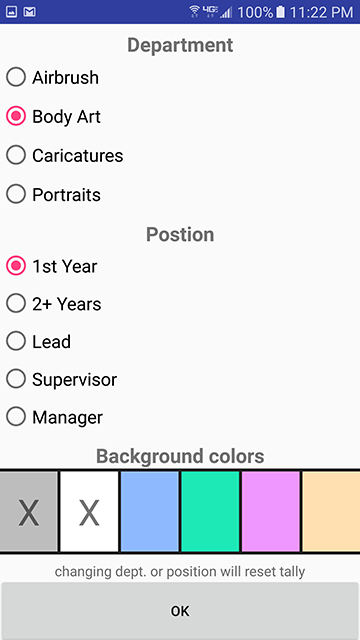 4G 100% 11:22 PM
Department
Airbrush
Body Art
Caricatures
Portraits
Postion
1st Year
2+ Years
Lead
Supervisor
Manager
Background colors
X X
changing dept. or position will reset tally
OK